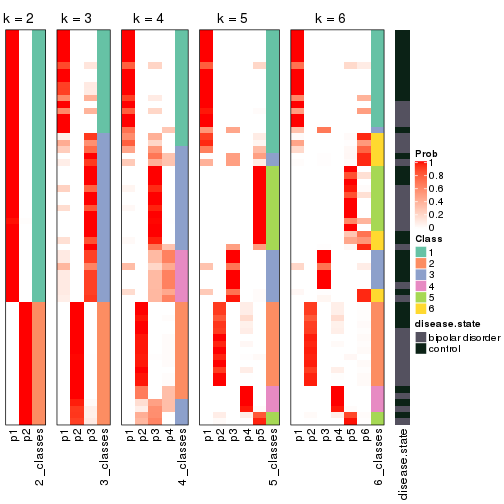 k = 2
k = 3
k = 4
k = 5
k = 6
p1
p2
2_classes
p1
p2
p3
3_classes
p1
p2
p3
p4
4_classes
p1
p2
p3
p4
p5
5_classes
p1
p2
p3
p4
p5
p6
6_classes
disease.state
Prob
1
0.8
0.6
0.4
0.2
0
Class
1
2
3
4
5
6
disease.state
bipolar disorder
control